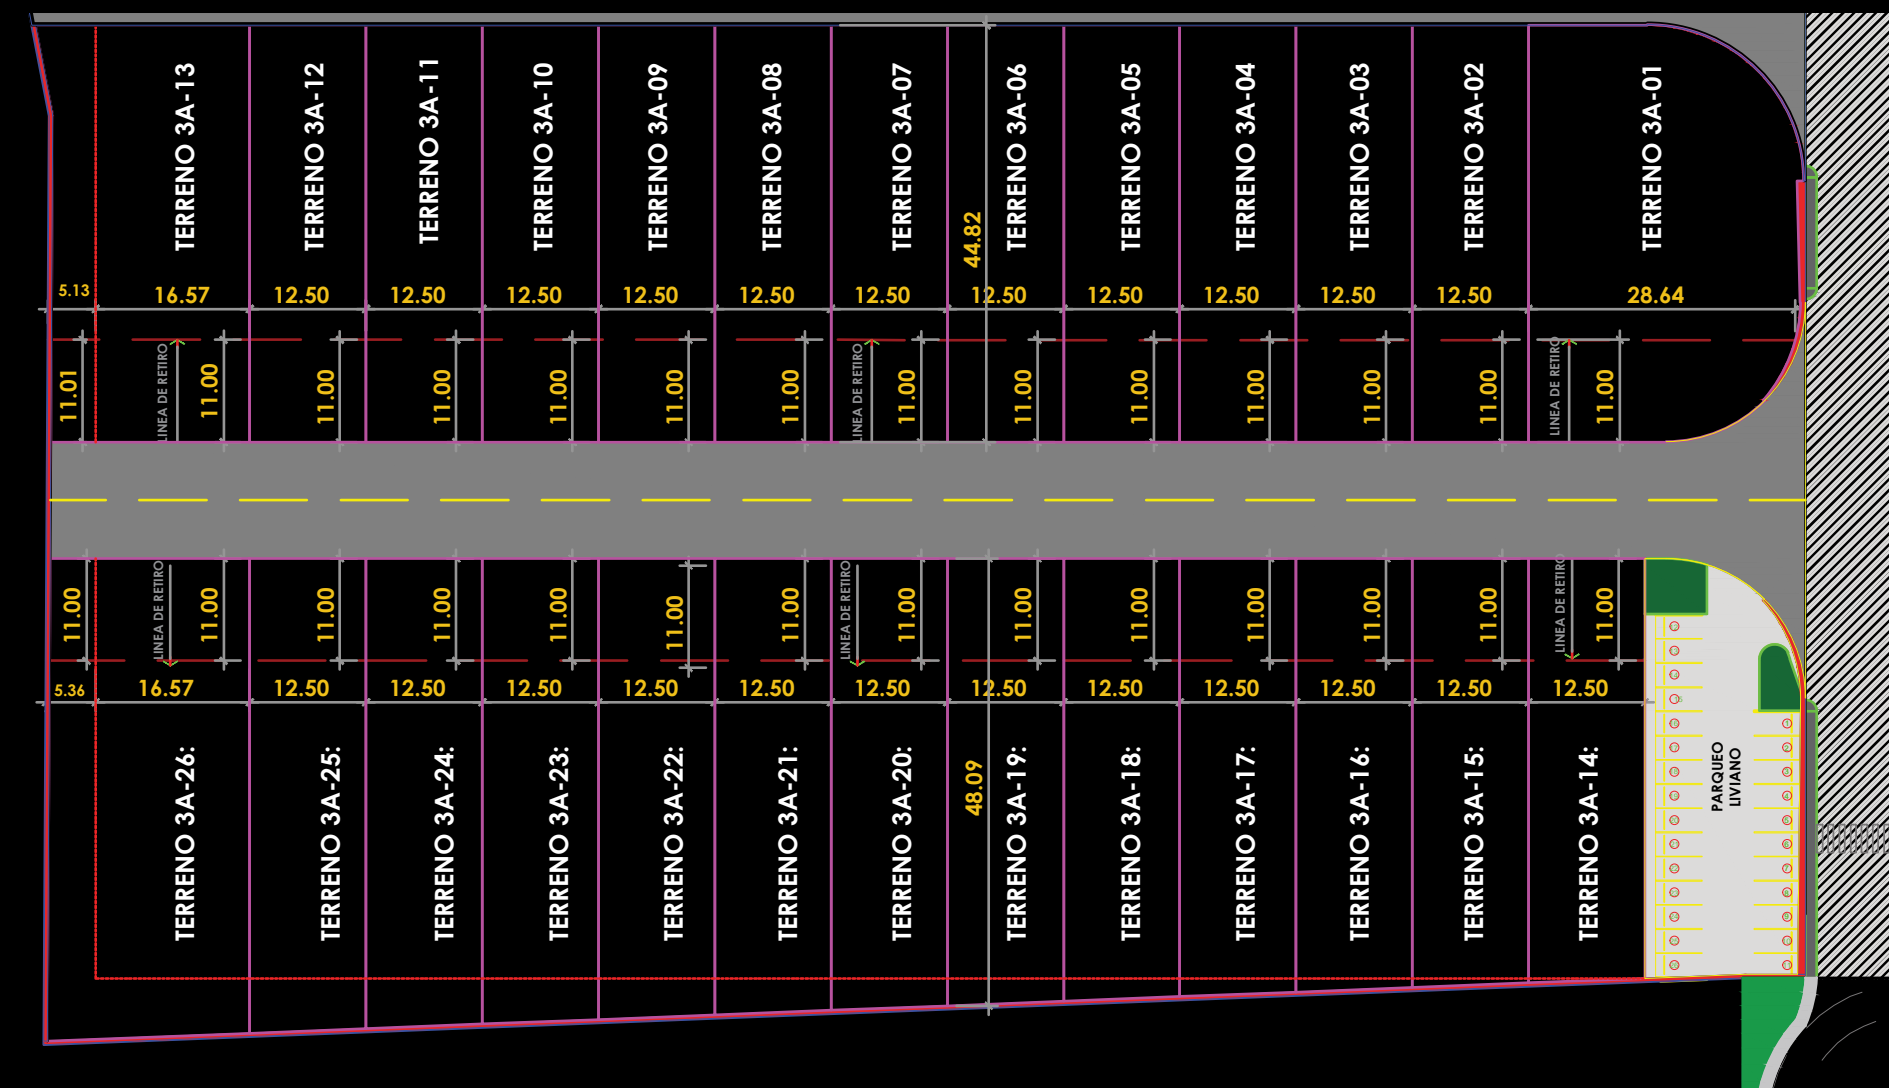 TERRENO 3A-13
TERRENO 3A-12
TERRENO 3A-11
TERRENO 3A-10
TERRENO 3A-09
TERRENO 3A-08
TERRENO 3A-07
TERRENO 3A-06
TERRENO 3A-05
TERRENO 3A-04
TERRENO 3A-03
TERRENO 3A-02
TERRENO 3A-01
44.82
5.13
16.57
12.50
12.50
12.50
12.50
12.50
12.50
12.50
12.50
12.50
12.50
12.50
28.64
11.01
LINEA DE RETIRO
11.00
11.00
11.00
11.00
11.00
11.00
LINEA DE RETIRO
11.00
11.00
11.00
11.00
11.00
11.00
LINEA DE RETIRO
11.00
11.00
LINEA DE RETIRO
11.00
11.00
11.00
11.00
11.00
11.00
LINEA DE RETIRO
11.00
11.00
11.00
11.00
11.00
11.00
LINEA DE RETIRO
11.00
5.36
16.57
12.50
12.50
12.50
12.50
12.50
12.50
12.50
12.50
12.50
12.50
12.50
12.50
48.09
TERRENO 3A-26:
TERRENO 3A-25:
TERRENO 3A-24:
TERRENO 3A-23:
TERRENO 3A-22:
TERRENO 3A-21:
TERRENO 3A-20:
TERRENO 3A-19:
TERRENO 3A-18:
TERRENO 3A-17:
TERRENO 3A-16:
TERRENO 3A-15:
TERRENO 3A-14:
PARQUEO
LIVIANO